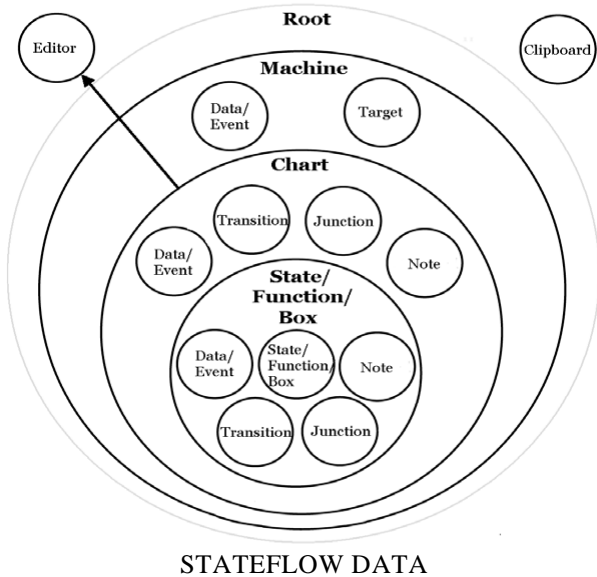 Root
Editor
Clipboard
Machine
Data/
Event
Target
Chart
Transition
Junction
Data/
Event
Note
State/
Function/
Box
Data/
Event
State/
Function/
Box
Note
Transition
Junction
STATEFLOW DATA